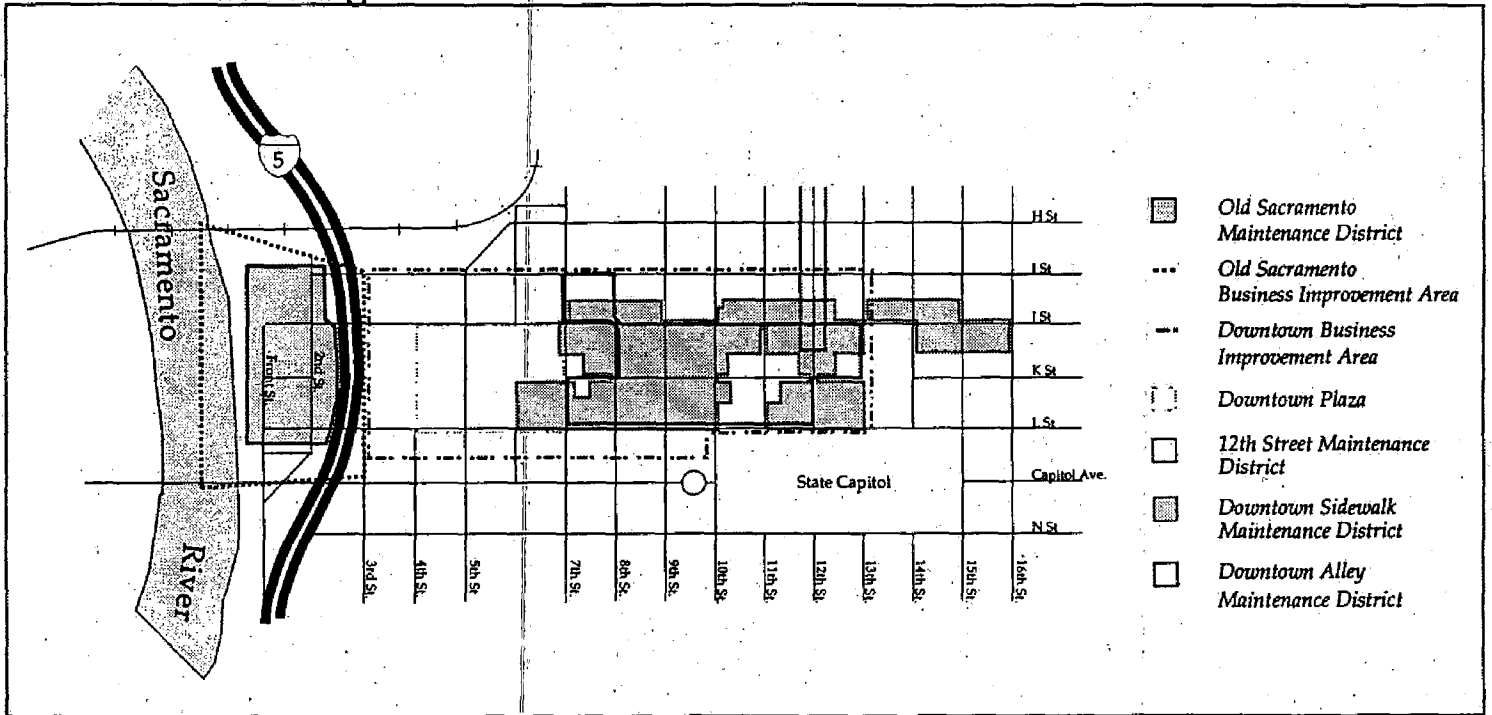 5
Sacramento
River
Front St.
2nd St.
H St
I St
J St
K St
L St
Capitol Ave.
N St
State Capitol
3rd St.
4th St.
5th St
7th St.
8th St.
9th St.
10th St.
11th St.
12th St.
13th St.
14th St.
15th St.
16th St.
Old Sacramento
Maintenance District
Old Sacramento
Business Improvement Area
Downtown Business
Improvement Area
Downtown Plaza
12th Street Maintenance
District
Downtown Sidewalk
Maintenance District
Downtown Alley
Maintenance District